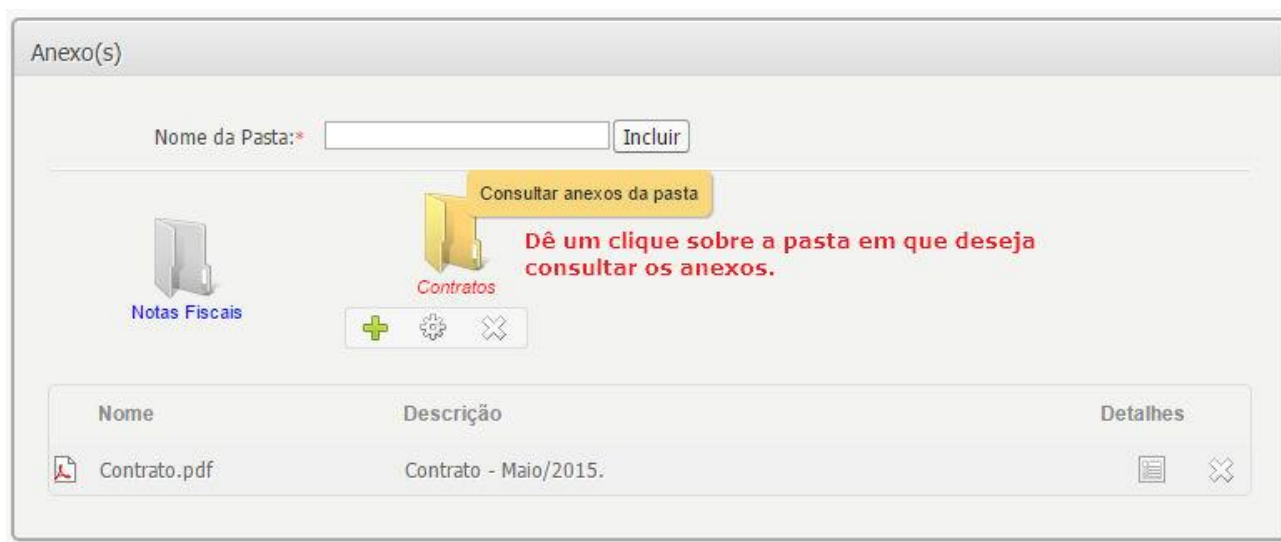 Anexo(s)
Nome da Pasta:*
Incluir
Consultar anexos da pasta
Dê um clique sobre a pasta em que deseja
consultar os anexos.
Contratos
Notas Fiscais
Nome Descrição Detalhes
Contrato.pdf Contrato - Maio/2015.